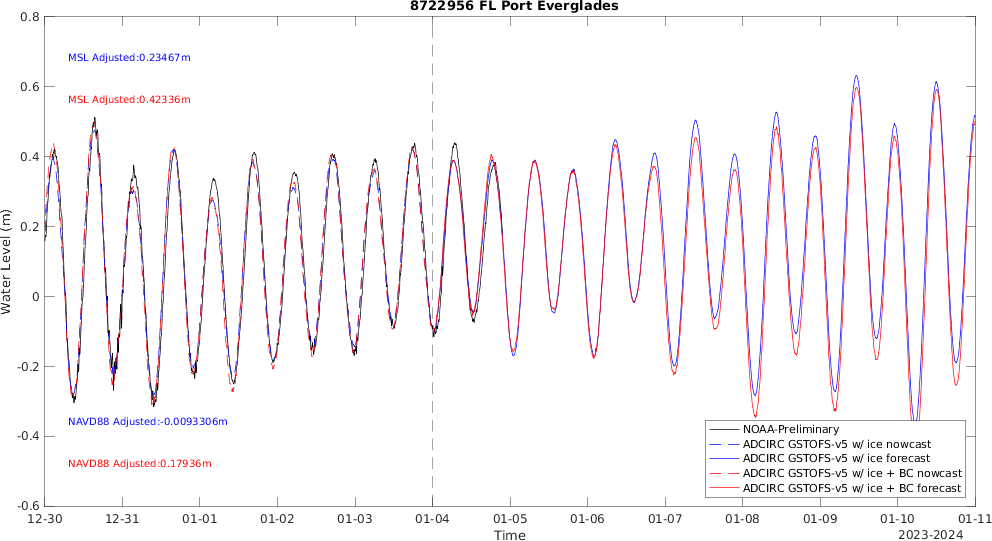 8722956 FL Port Everglades
0.8
0.6
0.4
0.2
0
-0.2
-0.4
-0.6
Water Level (m)
MSL Adjusted:0.23467m
MSL Adjusted:0.42336m
NAVD88 Adjusted:-0.0093306m
NAVD88 Adjusted:0.17936m
NOAA-Preliminary
ADCIRC GSTOFS-v5 w/ ice nowcast
ADCIRC GSTOFS-v5 w/ ice forecast
ADCIRC GSTOFS-v5 w/ ice + BC nowcast
ADCIRC GSTOFS-v5 w/ ice + BC forecast
12-30 12-31 01-01 01-02 01-03 01-04 01-05 01-06 01-07 01-08 01-09 01-10 01-11
Time
2023-2024